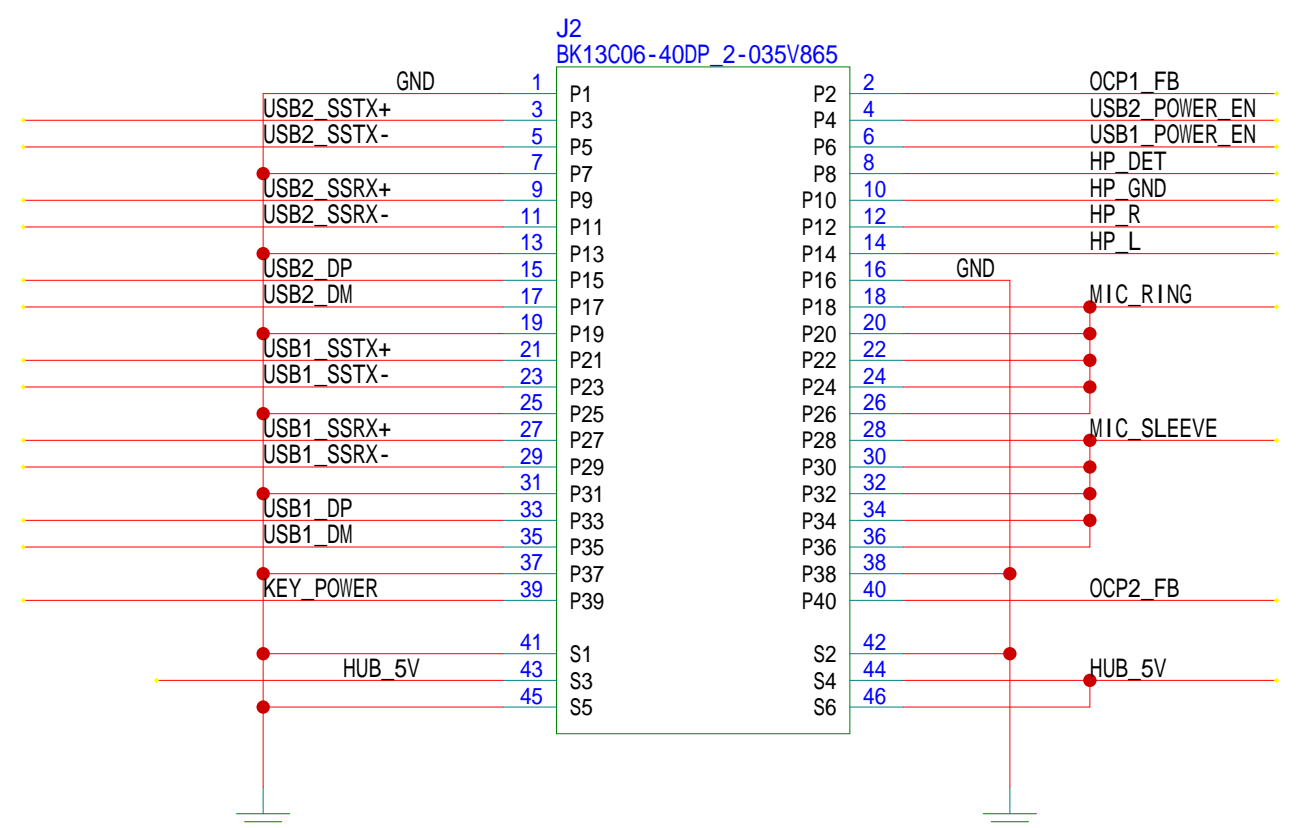 J2
BK13C06-40DP_2-035V865
GND 1 P1 P2 2 OCP1_FB
USB2_SSTX+ 3 P3 P4 4 USB2_POWER_EN
USB2_SSTX- 5 P5 P6 6 USB1_POWER_EN
7 P7 P8 8 HP_DET
USB2_SSRX+ 9 P9 P10 10 HP_GND
USB2_SSRX- 11 P11 P12 12 HP_R
13 P13 P14 14 HP_L
USB2_DP 15 P15 P16 16 GND
USB2_DM 17 P17 P18 18 MIC_RING
19 P19 P20 20
USB1_SSTX+ 21 P21 P22 22
USB1_SSTX- 23 P23 P24 24
25 P25 P26 26
USB1_SSRX+ 27 P27 P28 28 MIC_SLEEVE
USB1_SSRX- 29 P29 P30 30
31 P31 P32 32
USB1_DP 33 P33 P34 34
USB1_DM 35 P35 P36 36
37 P37 P38 38
KEY_POWER 39 P39 P40 40 OCP2_FB
41 S1 S2 42
HUB_5V 43 S3 S4 44 HUB_5V
45 S5 S6 46